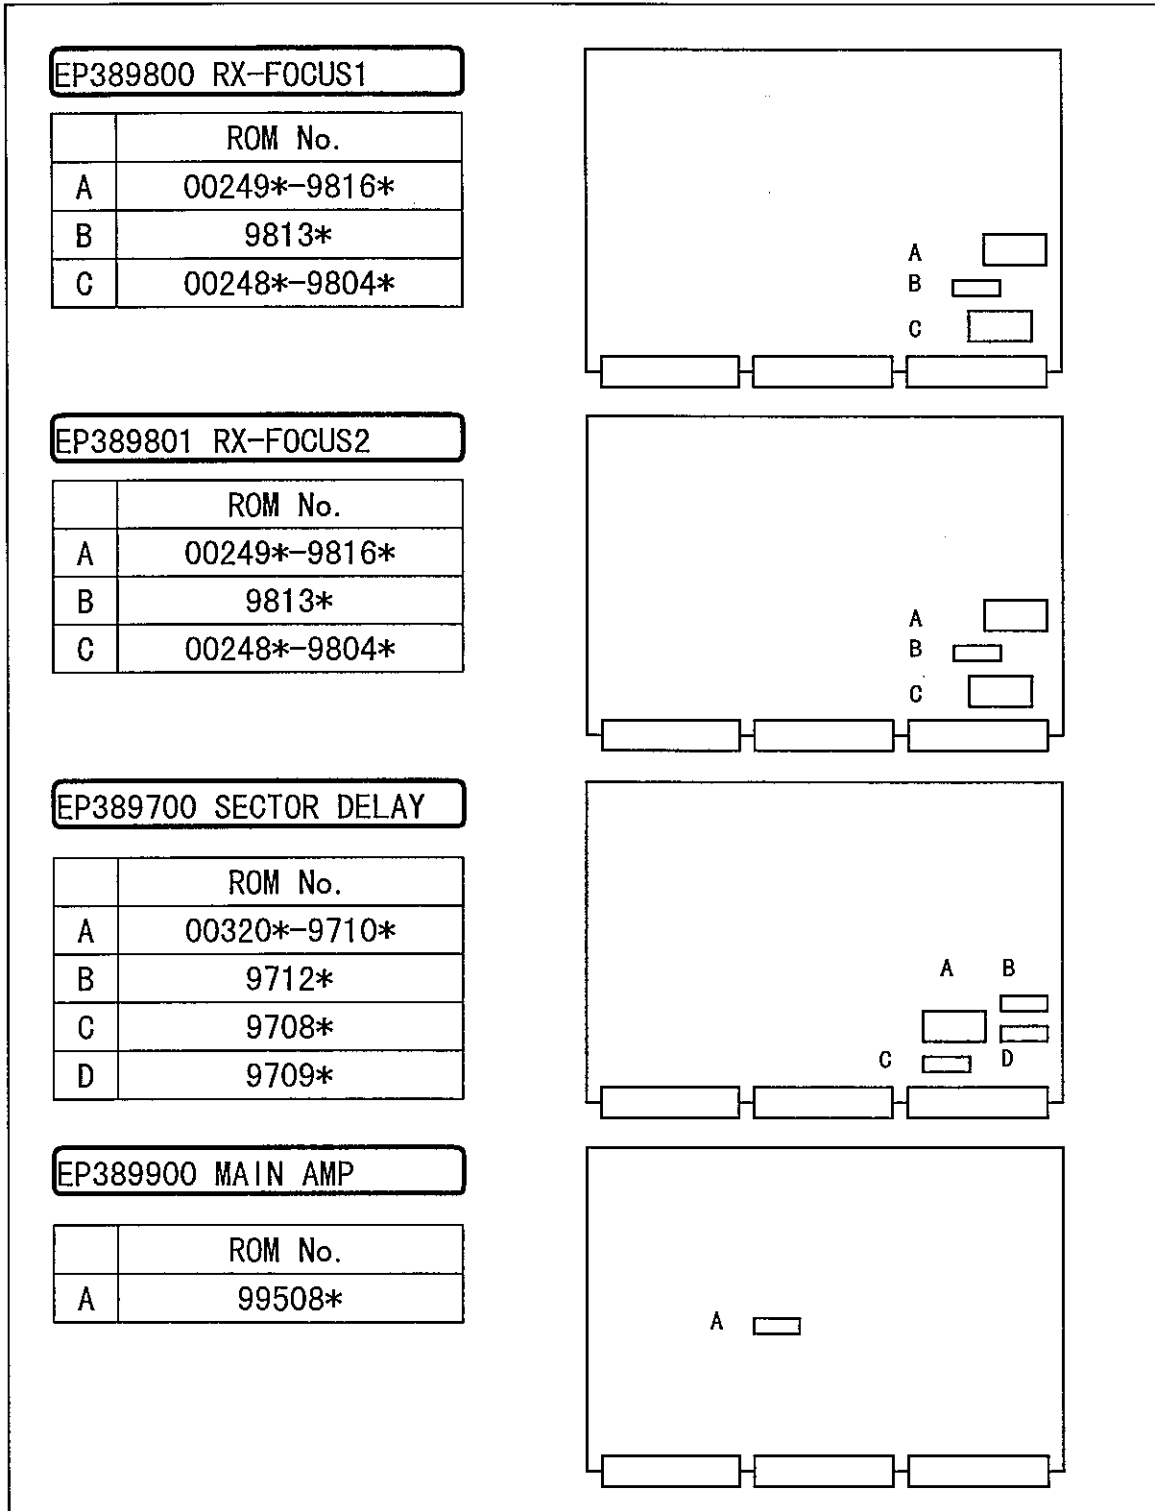 EP389800 RX-FOCUS1
ROM No.
A 00249*-9816*
B 9813*
C 00248*-9804*
A
B
C
EP389801 RX-FOCUS2
ROM No.
A 00249*-9816*
B 9813*
C 00248*-9804*
A
B
C
EP389700 SECTOR DELAY
ROM No.
A 00320*-9710*
B 9712*
C 9708*
D 9709*
A B
C D
EP389900 MAIN AMP
ROM No.
A 99508*
A